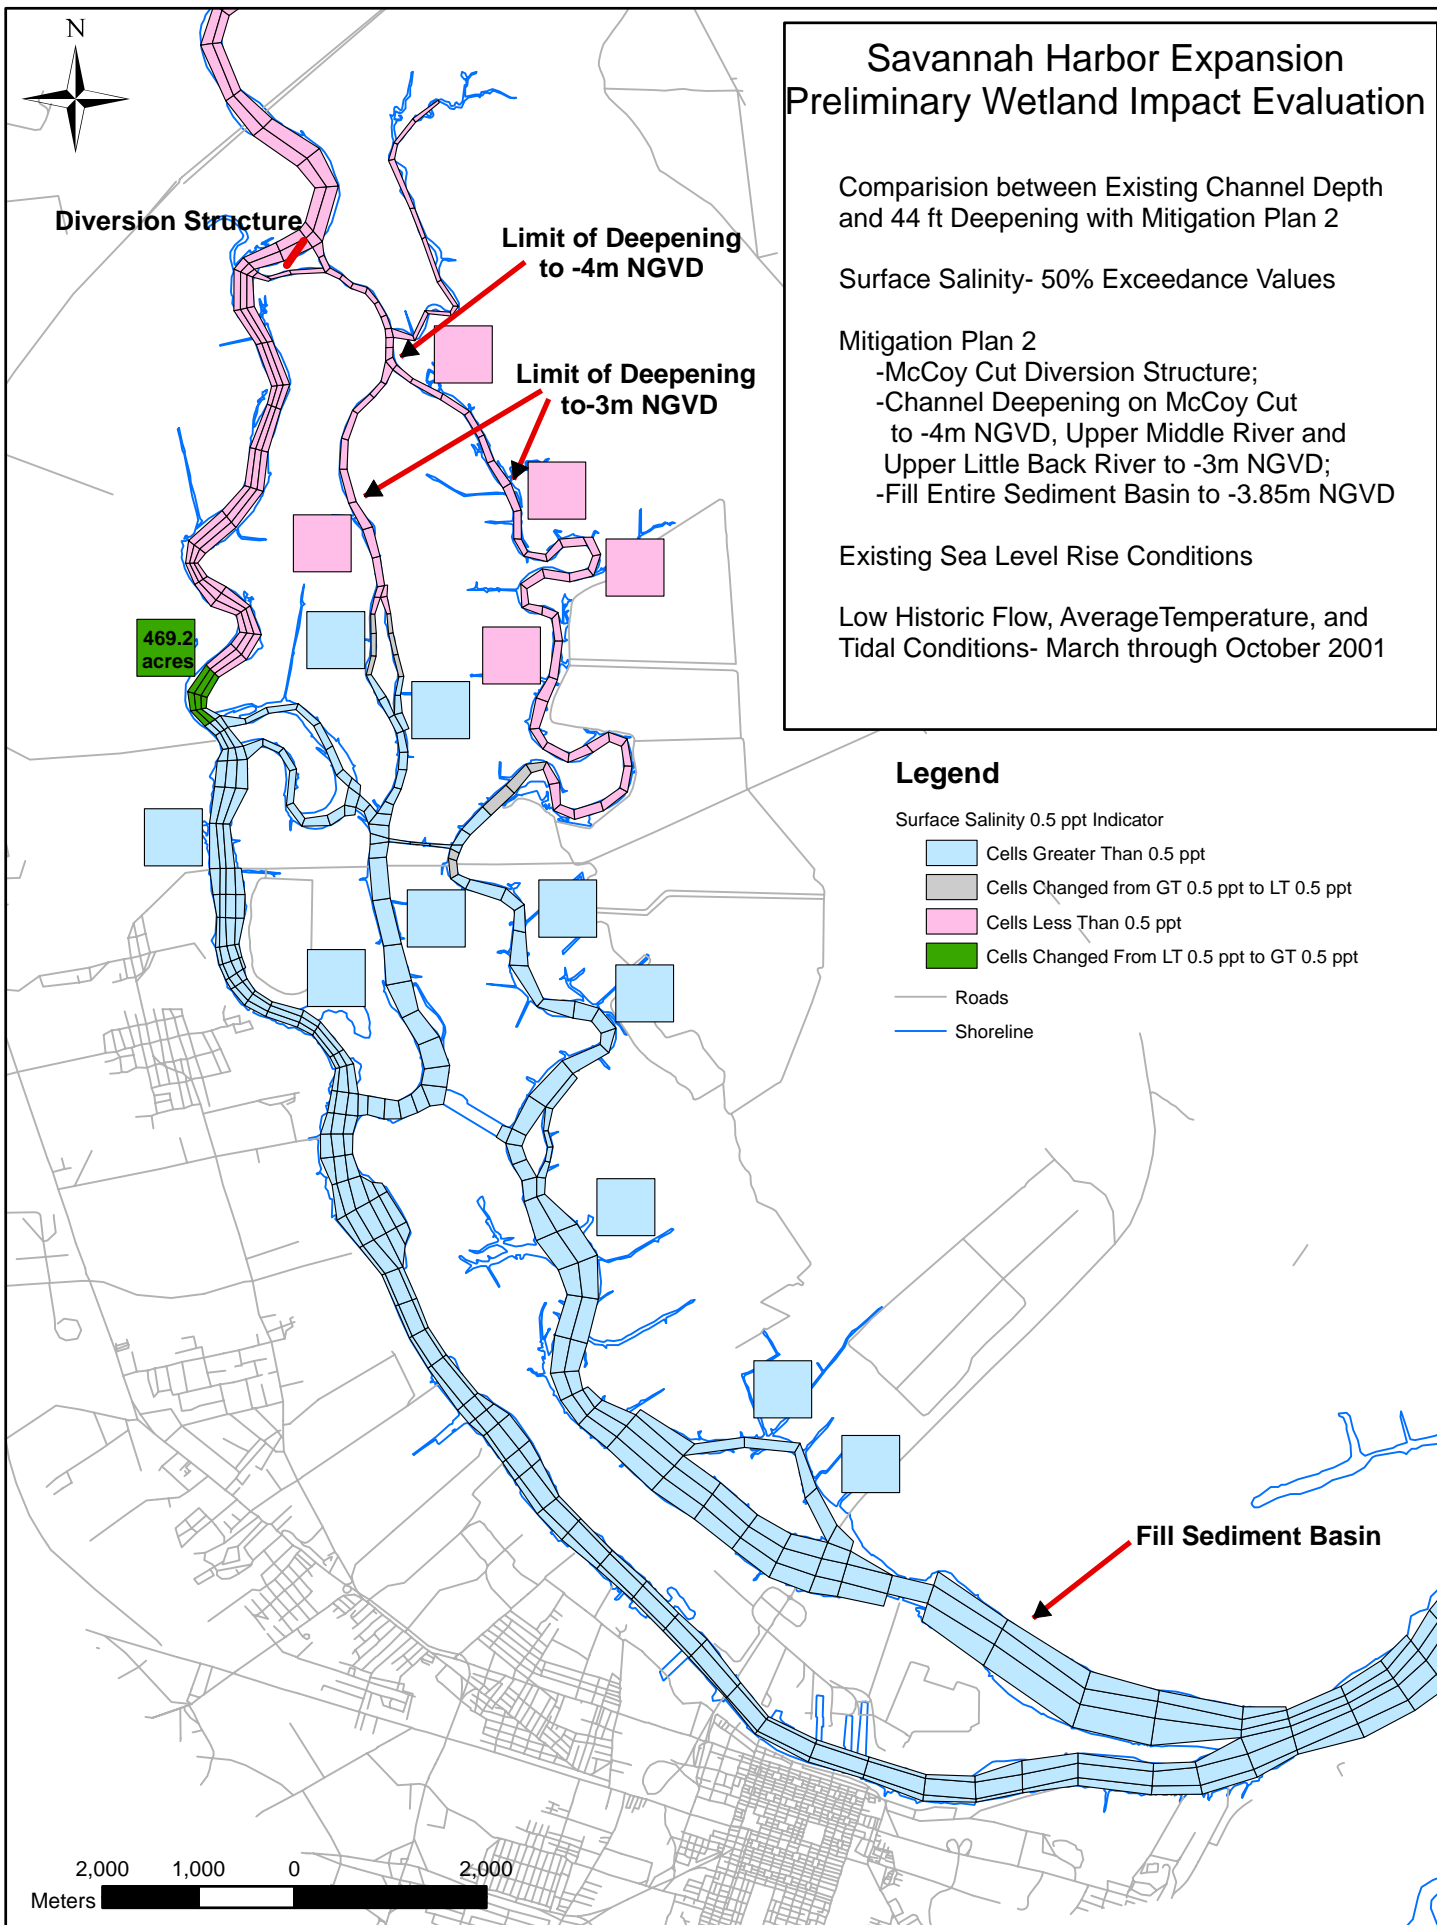 N
Savannah Harbor Expansion
Preliminary Wetland Impact Evaluation
Comparision between Existing Channel Depth
and 44 ft Deepening with Mitigation Plan 2
Surface Salinity- 50% Exceedance Values
Mitigation Plan 2
-McCoy Cut Diversion Structure;
-Channel Deepening on McCoy Cut
to -4m NGVD, Upper Middle River and
Upper Little Back River to -3m NGVD;
-Fill Entire Sediment Basin to -3.85m NGVD
Existing Sea Level Rise Conditions
Low Historic Flow, AverageTemperature, and
Tidal Conditions- March through October 2001
Diversion Structure
Limit of Deepening
to -4m NGVD
Limit of Deepening
to-3m NGVD
469.2
acres
Legend
Surface Salinity 0.5 ppt Indicator
Cells Greater Than 0.5 ppt
Cells Changed from GT 0.5 ppt to LT 0.5 ppt
Cells Less Than 0.5 ppt
Cells Changed From LT 0.5 ppt to GT 0.5 ppt
Roads
Shoreline
Fill Sediment Basin
2,000 1,000 0 2,000
Meters